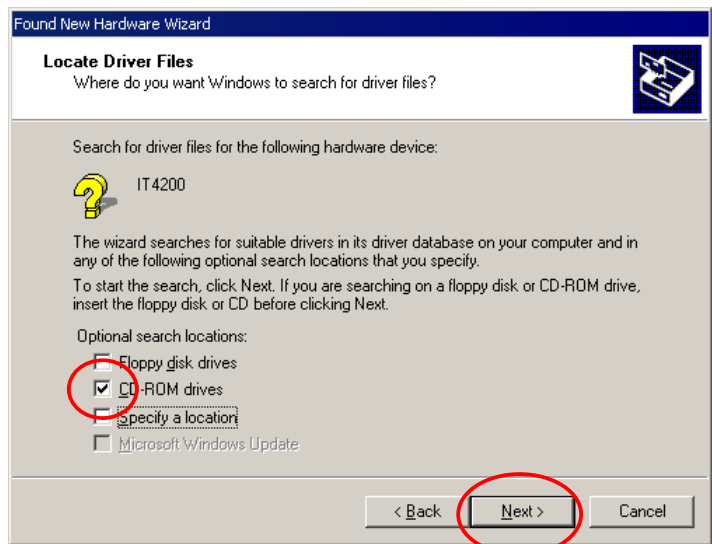 Found New Hardware Wizard
Locate Driver Files
Where do you want Windows to search for driver files?
Search for driver files for the following hardware device:
IT4200
The wizard searches for suitable drivers in its driver database on your computer and in
any of the following optional search locations that you specify.
To start the search, click Next. If you are searching on a floppy disk or CD-ROM drive,
insert the floppy disk or CD before clicking Next.
Optional search locations:
Floppy disk drives
CD-ROM drives
Specify a location
Microsoft Windows Update
< Back Next > Cancel